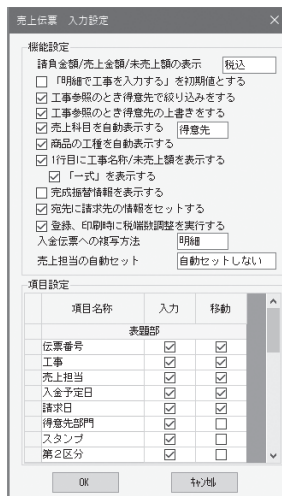 売上伝票　入力設定
機能設定
請負金額/売上金額/未売上額の表示 税込
「明細で工事を入力する」を初期値とする
工事参照のとき得意先で絞り込みをする
工事参照のとき得意先の上書きをする
売上科目を自動表示する 得意先
商品の工種を自動表示する
1行目に工事名称/未売上額を表示する
「一式」を表示する
完成振替情報を表示する
宛先に請求先の情報をセットする
登録、印刷時に税端数調整を実行する
入金伝票への複写方法 明細
売上担当の自動セット 自動セットしない
項目設定
項目名称 入力 移動
表題部
伝票番号
工事
売上担当
入金予定日
請求日
得意先部門
スタンプ
第2区分
OK ｷｬﾝｾﾙ